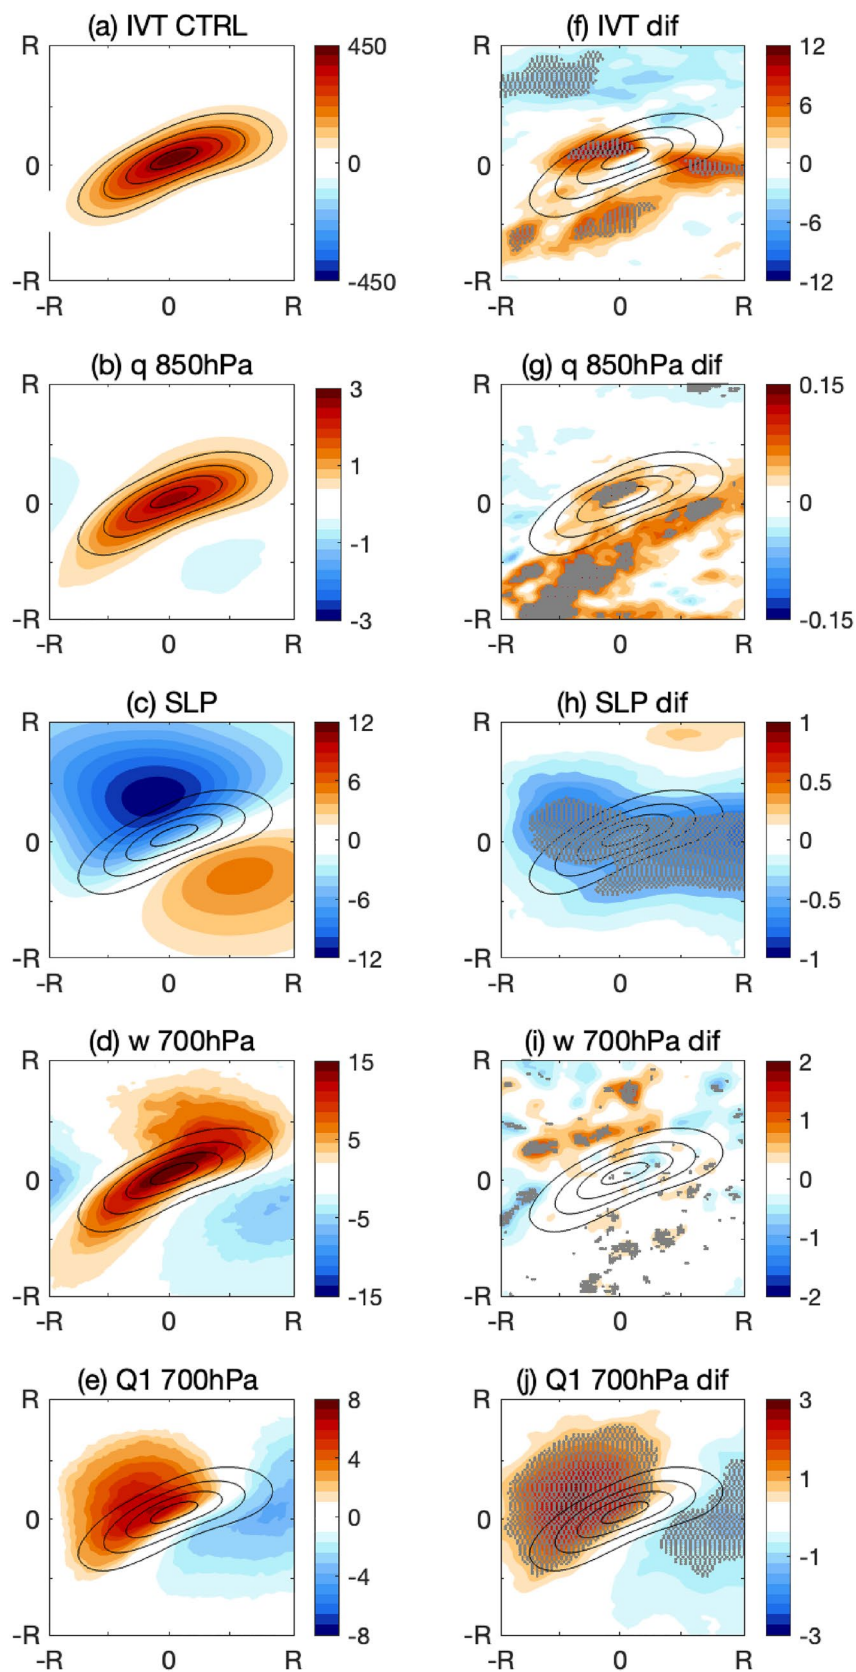 (a) IVT CTRL
R
0
-R
-R 0 R
450
0
-450
(f) IVT dif
R
0
-R
-R 0 R
12
6
0
-6
-12
(b) q 850hPa
R
0
-R
-R 0 R
3
1
-1
-3
(g) q 850hPa dif
R
0
-R
-R 0 R
0.15
0
-0.15
(c) SLP
R
0
-R
-R 0 R
12
6
0
-6
-12
(h) SLP dif
R
0
-R
-R 0 R
1
0.5
0
-0.5
-1
(d) w 700hPa
R
0
-R
-R 0 R
15
5
-5
-15
(i) w 700hPa dif
R
0
-R
-R 0 R
2
1
0
-1
-2
(e) Q1 700hPa
R
0
-R
-R 0 R
8
4
0
-4
-8
(j) Q1 700hPa dif
R
0
-R
-R 0 R
3
1
-1
-3